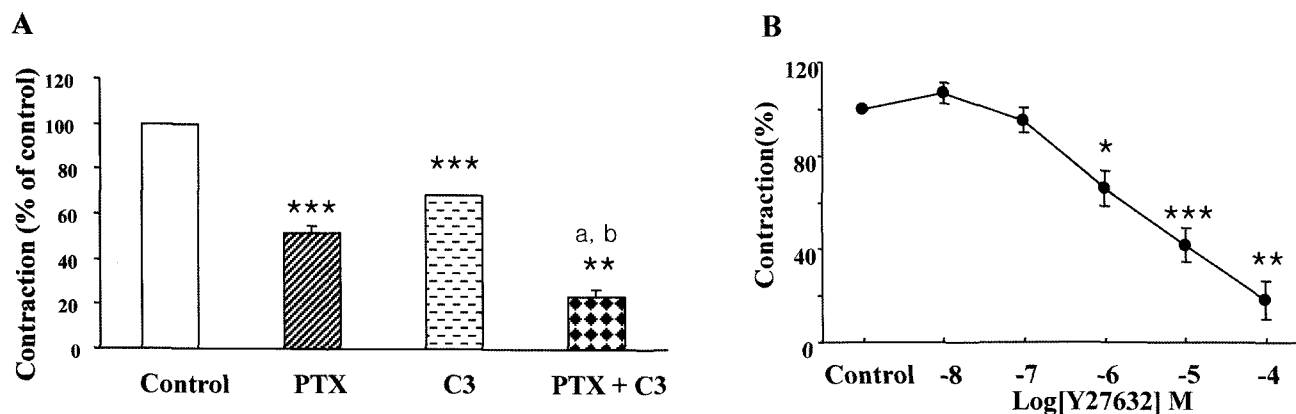 A
Contraction (% of control)
120
100
80
60
40
20
0
***
***
a, b
**
Control PTX C3 PTX + C3
B
Contraction(%)
120
80
40
0
*
***
**
Control -8 -7 -6 -5 -4
Log[Y27632] M